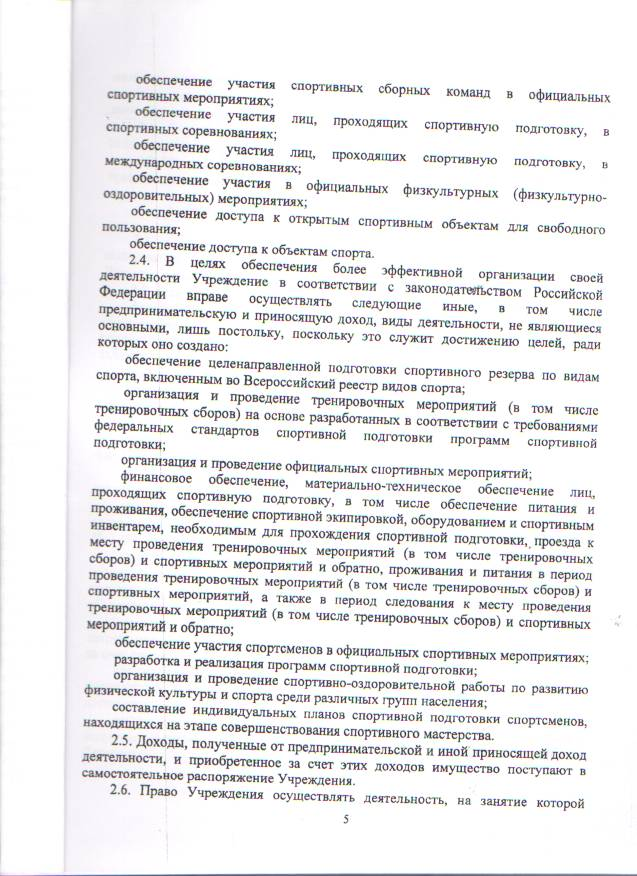 обеспечение участия спортивных сборных команд в официальных
спортивных мероприятиях;
обеспечение участия лиц, проходящих спортивную подготовку, в
спортивных соревнованиях;
обеспечение участия лиц, проходящих спортивную подготовку, в
международных соревнованиях;
обеспечение участия в официальных физкультурных (физкультурно-
оздоровительных) мероприятиях;
обеспечение доступа к открытым спортивным объектам для свободного
пользования;
обеспечение доступа к объектам спорта.
2.4. В целях обеспечения более эффективной организации своей
деятельности Учреждение в соответствии с законодательством Российской
Федерации вправе осуществлять следующие иные, в том числе
предпринимательскую и приносящую доход, виды деятельности, не являющиеся
основными, лишь постольку, поскольку это служит достижению целей, ради
которых оно создано:
обеспечение целенаправленной подготовки спортивного резерва по видам
спорта, включенным во Всероссийский реестр видов спорта;
организация и проведение тренировочных мероприятий (в том числе
тренировочных сборов) на основе разработанных в соответствии с требованиями
федеральных стандартов спортивной подготовки программ спортивной
подготовки;
организация и проведение официальных спортивных мероприятий;
финансовое обеспечение, материально-техническое обеспечение лиц,
проходящих спортивную подготовку, в том числе обеспечение питания и
проживания, обеспечение спортивной экипировкой, оборудованием и спортивным
инвентарем, необходимым для прохождения спортивной подготовки, проезда к
месту проведения тренировочных мероприятий (в том числе тренировочных
сборов) и спортивных мероприятий и обратно, проживания и питания в период
проведения тренировочных мероприятий (в том числе тренировочных сборов) и
спортивных мероприятий, а также в период следования к месту проведения
тренировочных мероприятий (в том числе тренировочных сборов) и спортивных
мероприятий и обратно;
обеспечение участия спортсменов в официальных спортивных мероприятиях;
разработка и реализация программ спортивной подготовки;
организация и проведение спортивно-оздоровительной работы по развитию
физической культуры и спорта среди различных групп населения;
составление индивидуальных планов спортивной подготовки спортсменов,
находящихся на этапе совершенствования спортивного мастерства.
2.5. Доходы, полученные от предпринимательской и иной приносящей доход
деятельности, и приобретенное за счет этих доходов имущество поступают в
самостоятельное распоряжение Учреждения.
2.6. Право Учреждения осуществлять деятельность, на занятие которой
5